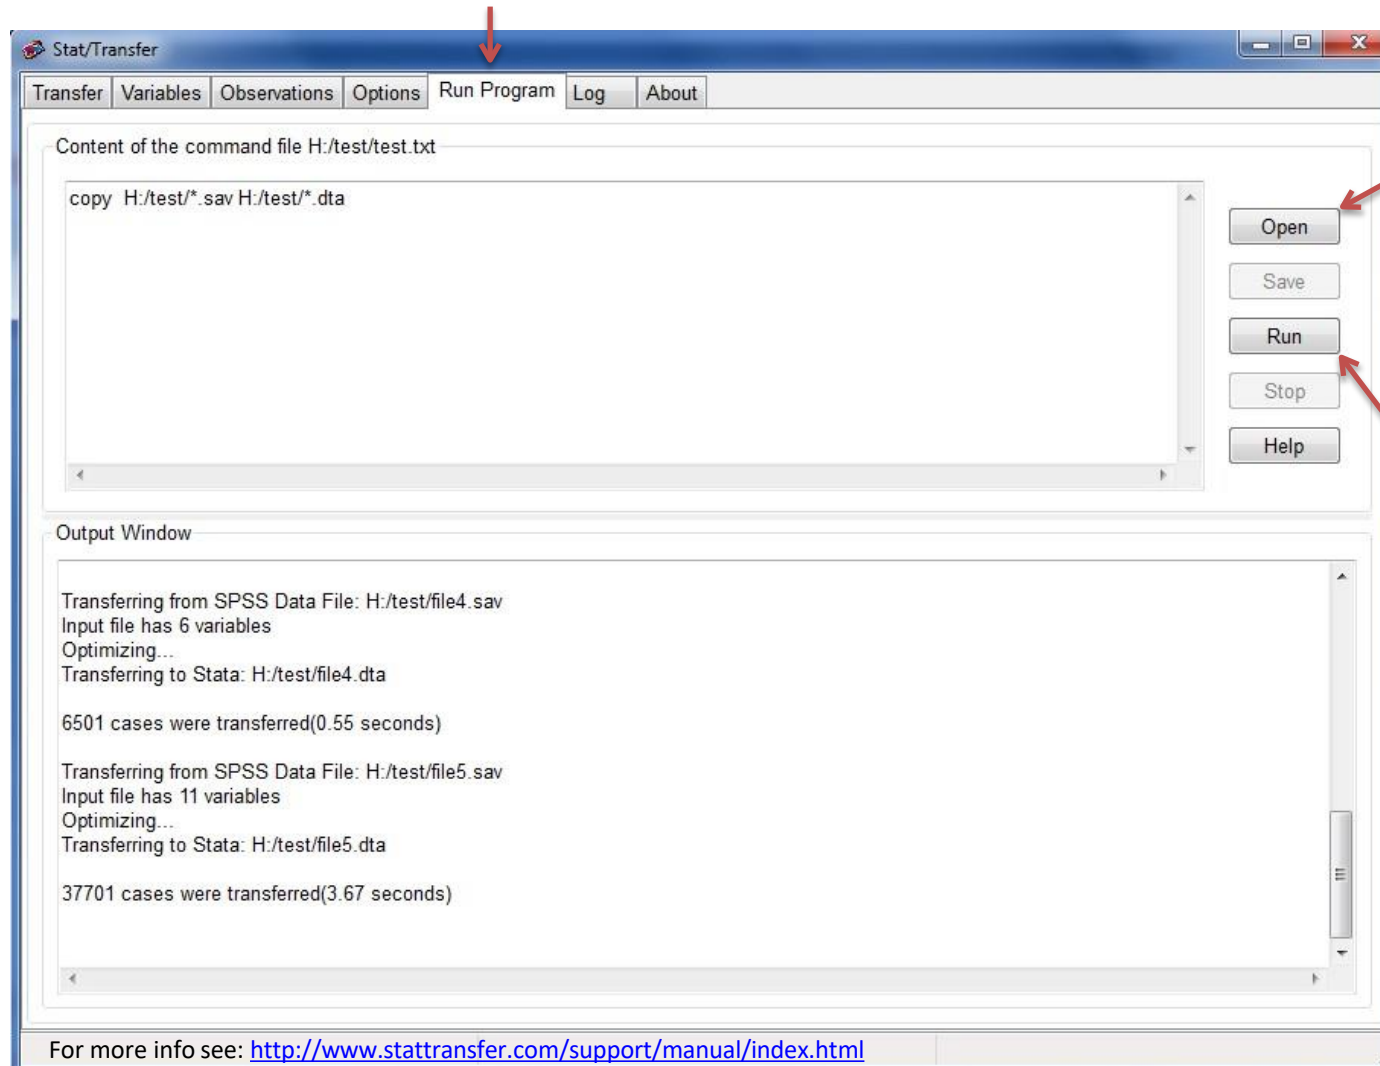 Stat/Transfer
Transfer Variables Observations Options Run Program Log About
Content of the command file H:/test/test.txt
copy H:/test/*.sav H:/test/*.dta
Open
Save
Run
Stop
Help
Output Window
Transferring from SPSS Data File: H:/test/file4.sav
Input file has 6 variables
Optimizing...
Transferring to Stata: H:/test/file4.dta
6501 cases were transferred(0.55 seconds)
Transferring from SPSS Data File: H:/test/file5.sav
Input file has 11 variables
Optimizing...
Transferring to Stata: H:/test/file5.dta
37701 cases were transferred(3.67 seconds)
For more info see: http://www.stattransfer.com/support/manual/index.html